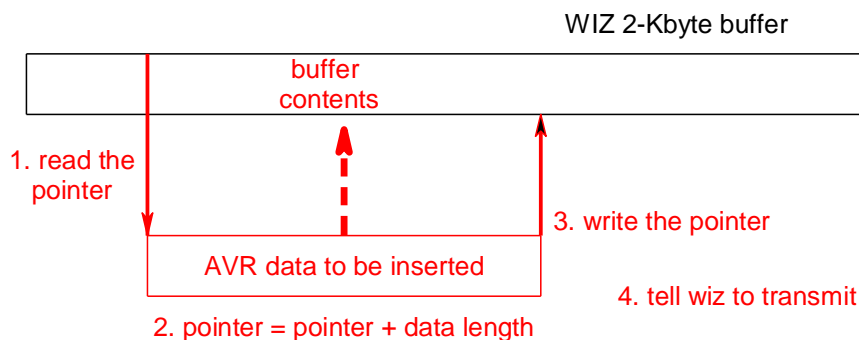 WIZ 2-Kbyte buffer
buffer
contents
1. read the
pointer
3. write the pointer
AVR data to be inserted
4. tell wiz to transmit
2. pointer = pointer + data length